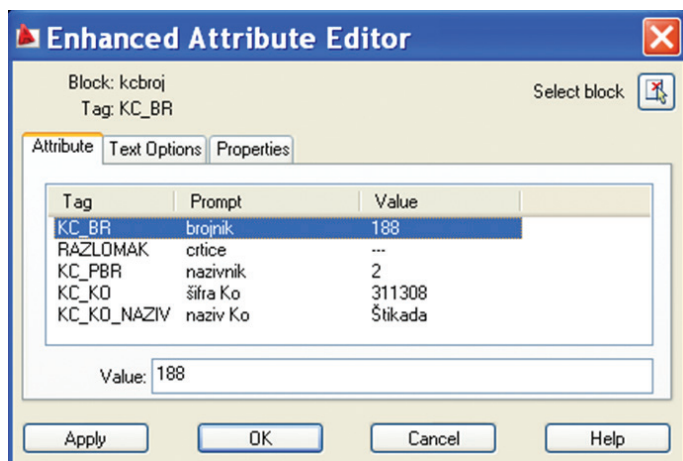 Enhanced Attribute Editor
Block: kcbroj
Tag: KC_BR
Select block
Attribute Text Options Properties
Tag Prompt Value
KC_BR brojnik 188
RAZLOMAK crtice ---
KC_PBR nazivnik 2
KC_KO šifra Ko 311308
KC_KO_NAZIV naziv Ko Štikada
Value: 188
Apply OK Cancel Help